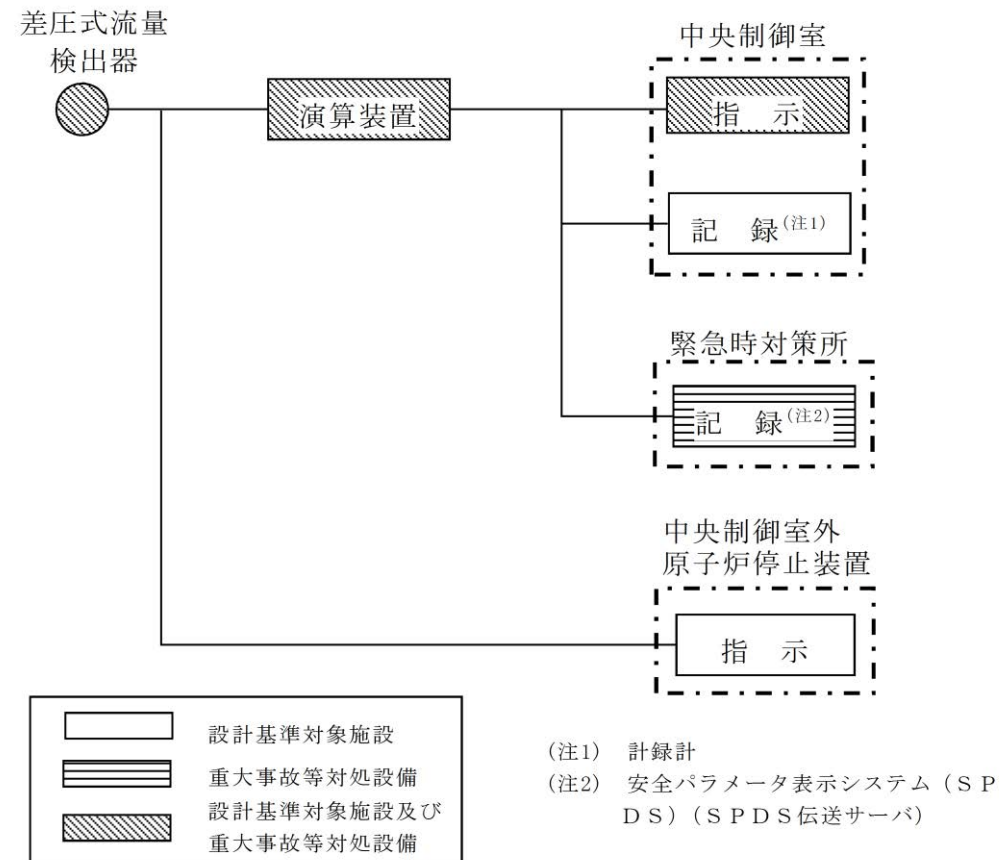 差圧式流量
検出器
演算装置
中央制御室
指　示
記　録(注1)
緊急時対策所
記　録(注2)
中央制御室外
原子炉停止装置
指　示
設計基準対象施設
重大事故等対処設備
設計基準対象施設及び
重大事故等対処設備
(注1)　計録計
(注2)　安全パラメータ表示システム（ＳＰ
ＤＳ）（ＳＰＤＳ伝送サーバ）